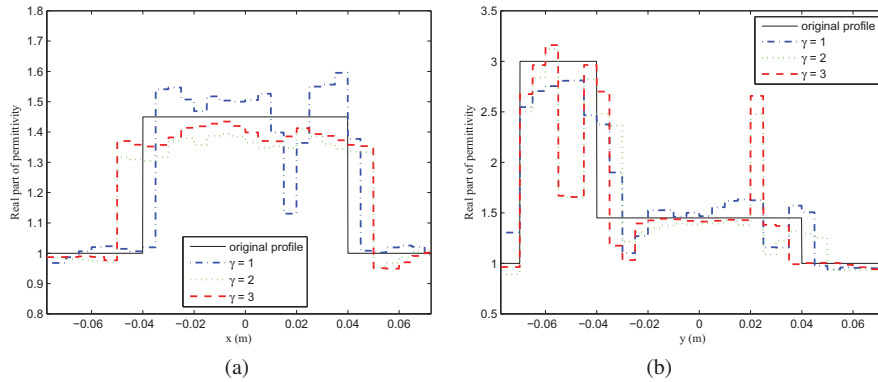 1.8
1.7
1.6
1.5
1.4
1.3
1.2
1.1
1.0
0.9
0.8
Real part of permittivity
−0.06 −0.04 −0.02 0 0.02 0.04 0.06
x (m)
original profile
γ = 1
γ = 2
γ = 3
(a)
3.5
3
2.5
2
1.5
1
0.5
Real part of permittivity
−0.06 −0.04 −0.02 0 0.02 0.04 0.06
y (m)
original profile
γ = 1
γ = 2
γ = 3
(b)